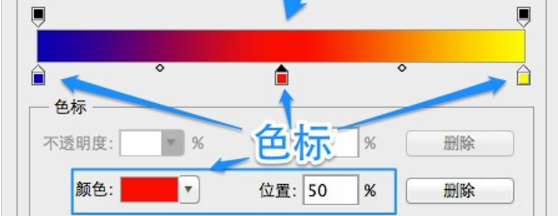 色标
不透明度: % % 删除
色标
颜色: 位置: 50 % 删除